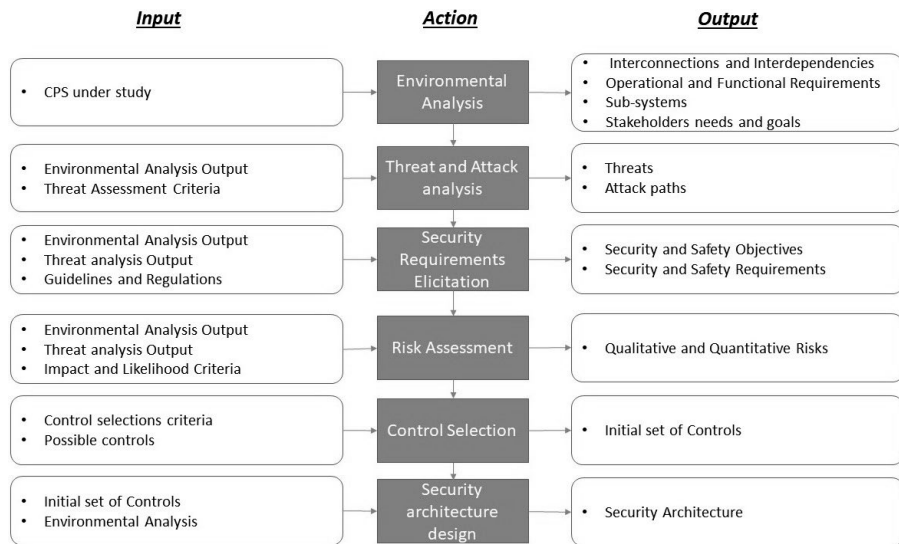 Input
Action
Output
• CPS under study
Environmental
Analysis
• Interconnections and Interdependencies
• Operational and Functional Requirements
• Sub-systems
• Stakeholders needs and goals
• Environmental Analysis Output
• Threat Assessment Criteria
Threat and Attack
analysis
• Threats
• Attack paths
• Environmental Analysis Output
• Threat analysis Output
• Guidelines and Regulations
Security
Requirements
Elicitation
• Security and Safety Objectives
• Security and Safety Requirements
• Environmental Analysis Output
• Threat analysis Output
• Impact and Likelihood Criteria
Risk Assessment
• Qualitative and Quantitative Risks
• Control selections criteria
• Possible controls
Control Selection
• Initial set of Controls
• Initial set of Controls
• Environmental Analysis
Security
architecture
design
• Security Architecture